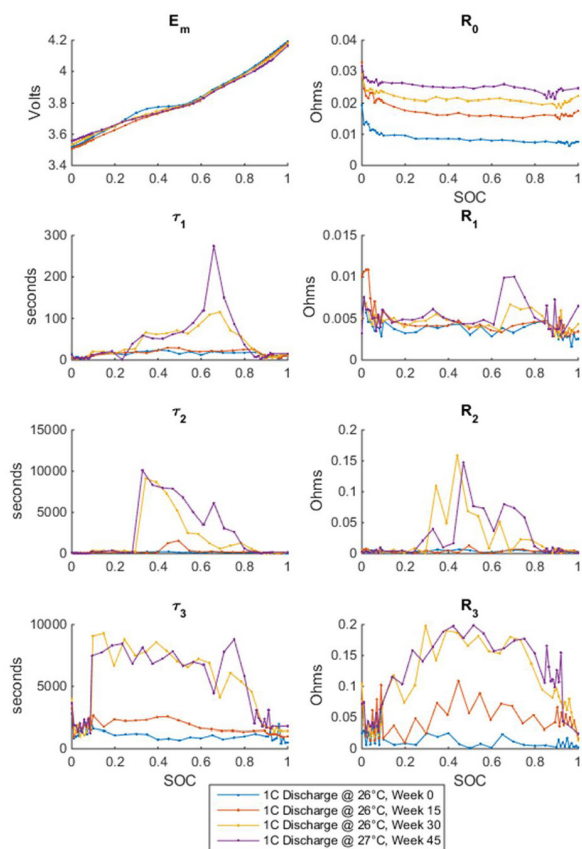 E_m
R_0
Volts
4.2
4
3.8
3.6
3.4
0 0.2 0.4 0.6 0.8 1
Ohms
0.04
0.03
0.02
0.01
0
0 0.2 0.4 0.6 0.8 1
SOC
τ_1
R_1
seconds
300
200
100
0
0 0.2 0.4 0.6 0.8 1
Ohms
0.015
0.01
0.005
0
0 0.2 0.4 0.6 0.8 1
τ_2
R_2
seconds
15000
10000
5000
0
0 0.2 0.4 0.6 0.8 1
Ohms
0.2
0.15
0.1
0.05
0
0 0.2 0.4 0.6 0.8 1
τ_3
R_3
seconds
10000
5000
0
0 0.2 0.4 0.6 0.8 1
SOC
Ohms
0.2
0.15
0.1
0.05
0
0 0.2 0.4 0.6 0.8 1
SOC
1C Discharge @ 26°C, Week 0
1C Discharge @ 26°C, Week 15
1C Discharge @ 26°C, Week 30
1C Discharge @ 27°C, Week 45